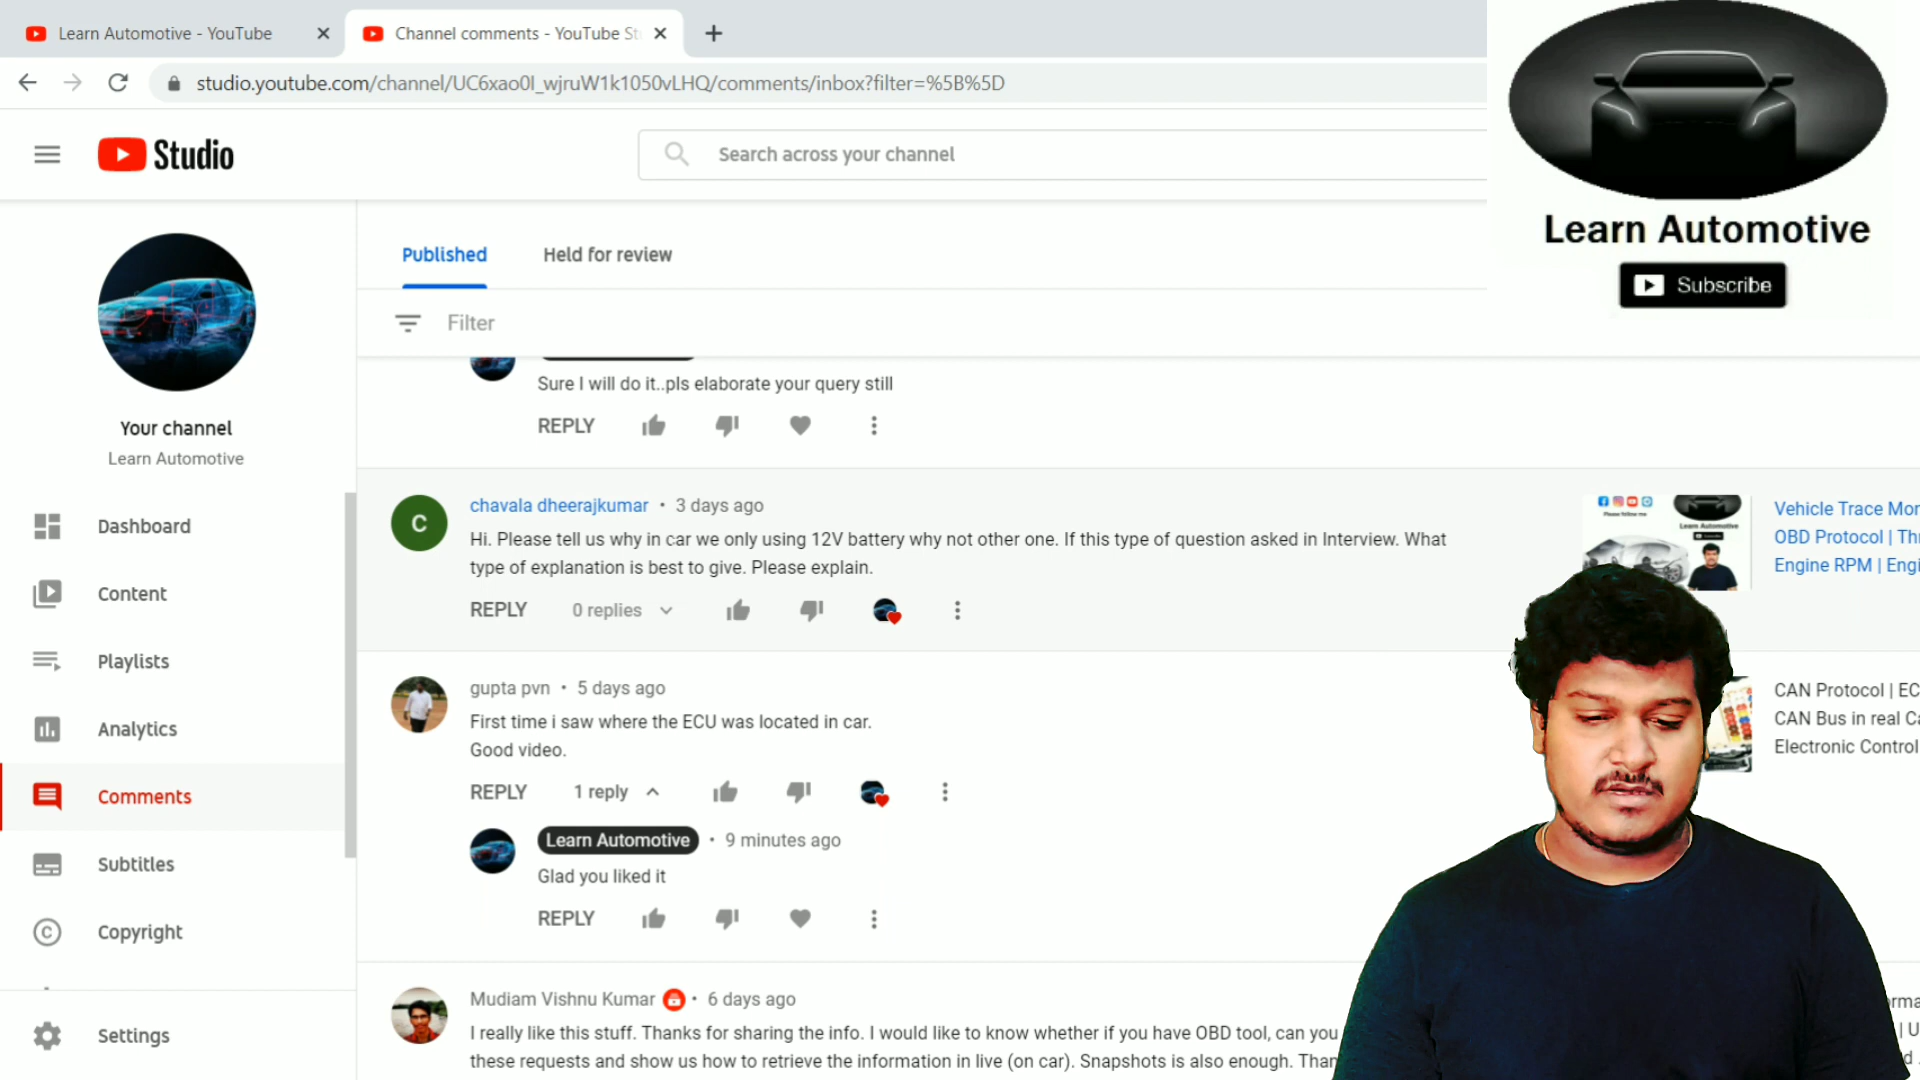 Learn Automotive - YouTube
Channel comments - YouTube St
studio.youtube.com/channel/UC6xao0I_wjruW1k1050vLHQ/comments/inbox?filter=%5B%5D
Studio
Search across your channel
Learn Automotive
Subscribe
Your channel
Learn Automotive
Dashboard
Content
Playlists
Analytics
Comments
Subtitles
Copyright
Settings
Published
Held for review
Filter
Sure I will do it..pls elaborate your query still
REPLY
C
chavala dheerajkumar • 3 days ago
Hi. Please tell us why in car we only using 12V battery why not other one. If this type of question asked in Interview. What
type of explanation is best to give. Please explain.
REPLY 0 replies
Please follow me
Learn Automotive
Vehicle Trace Mor
OBD Protocol | Thr
Engine RPM | Engi
gupta pvn • 5 days ago
First time i saw where the ECU was located in car.
Good video.
REPLY 1 reply
CAN Protocol | EC
CAN Bus in real Ca
Electronic Control
Learn Automotive • 9 minutes ago
Glad you liked it
REPLY
Mudiam Vishnu Kumar • 6 days ago
I really like this stuff. Thanks for sharing the info. I would like to know whether if you have OBD tool, can you
these requests and show us how to retrieve the information in live (on car). Snapshots is also enough. Than